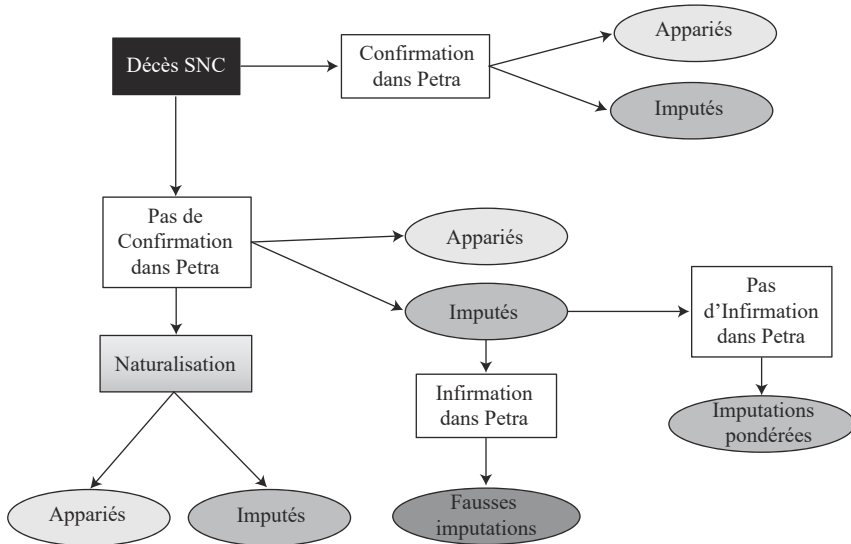 Décès SNC
Confirmation
dans Petra
Appariés
Imputés
Pas de
Confirmation
dans Petra
Appariés
Imputés
Pas
d’Infirmation
dans Petra
Naturalisation
Infirmation
dans Petra
Imputations
pondérées
Appariés
Imputés
Fausses
imputations